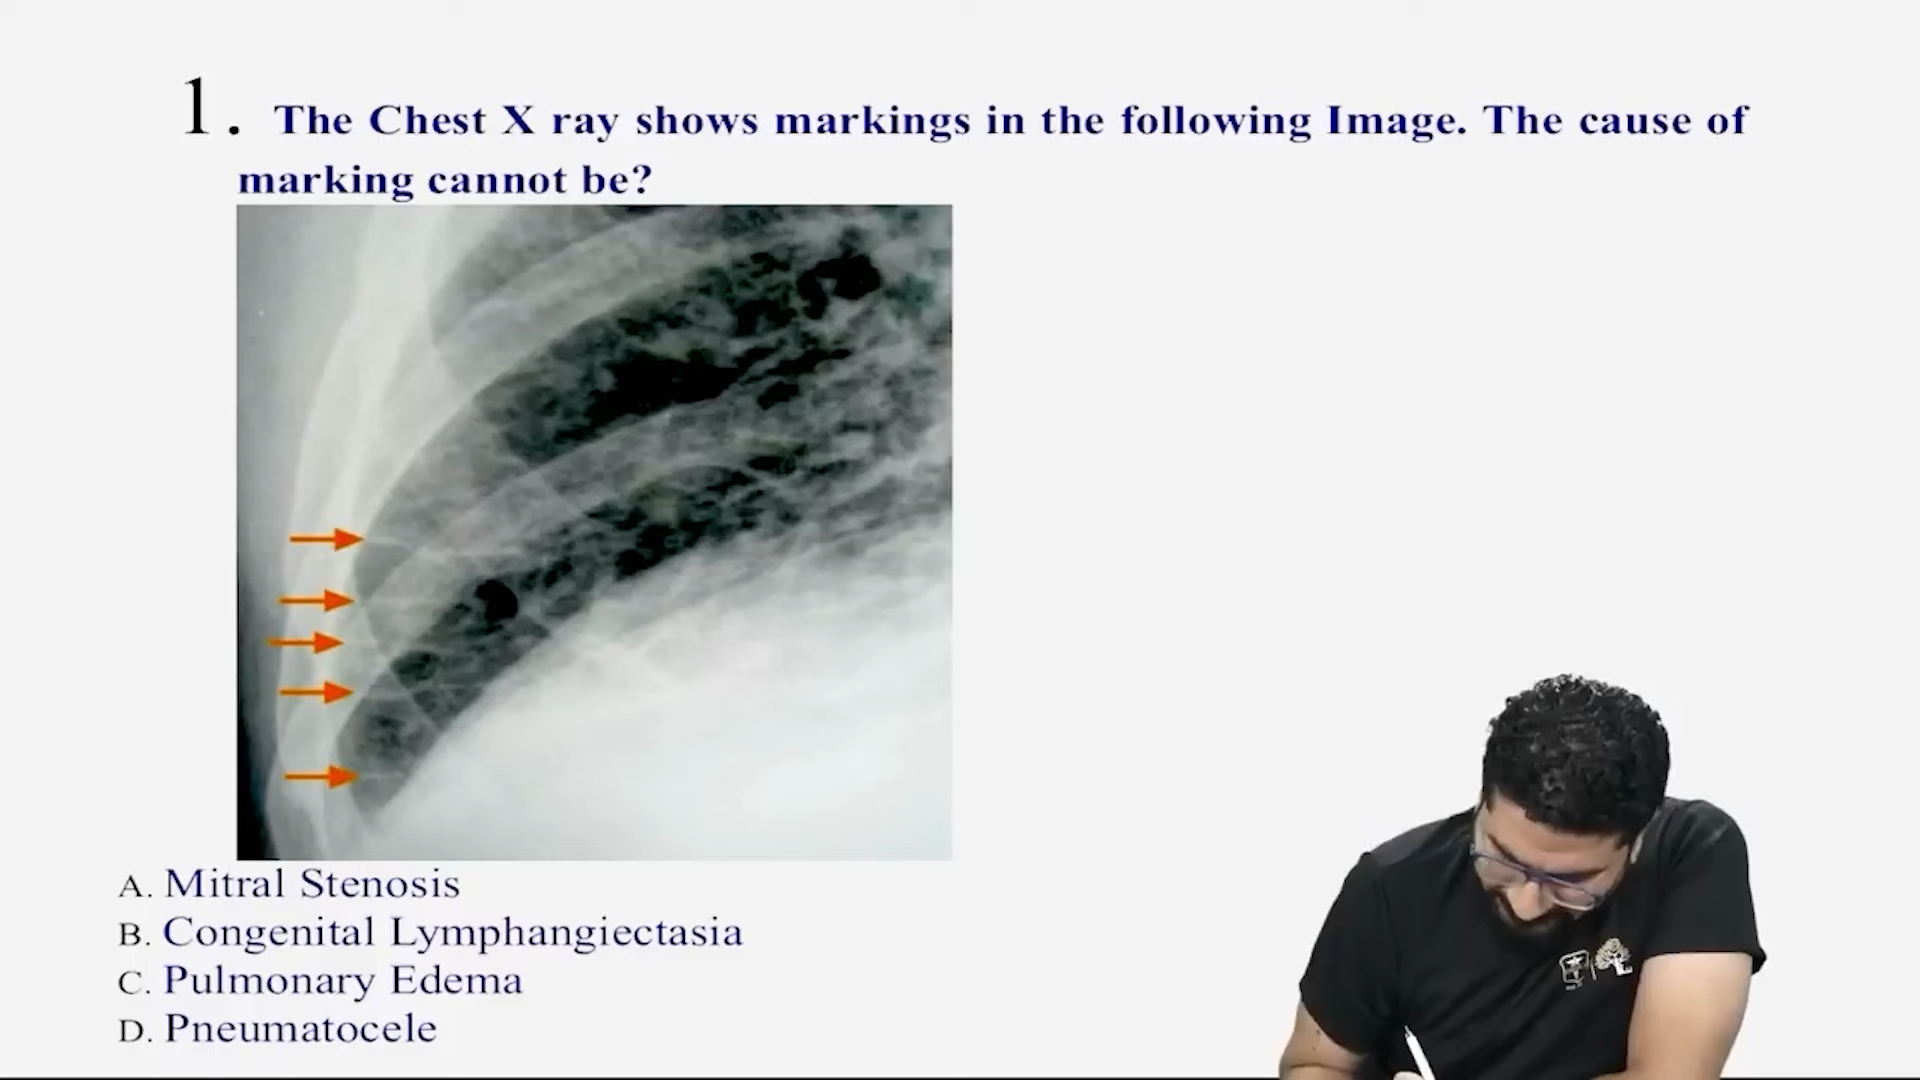 1. The Chest X ray shows markings in the following Image. The cause of
marking cannot be?
A. Mitral Stenosis
B. Congenital Lymphangiectasia
C. Pulmonary Edema
D. Pneumatocele